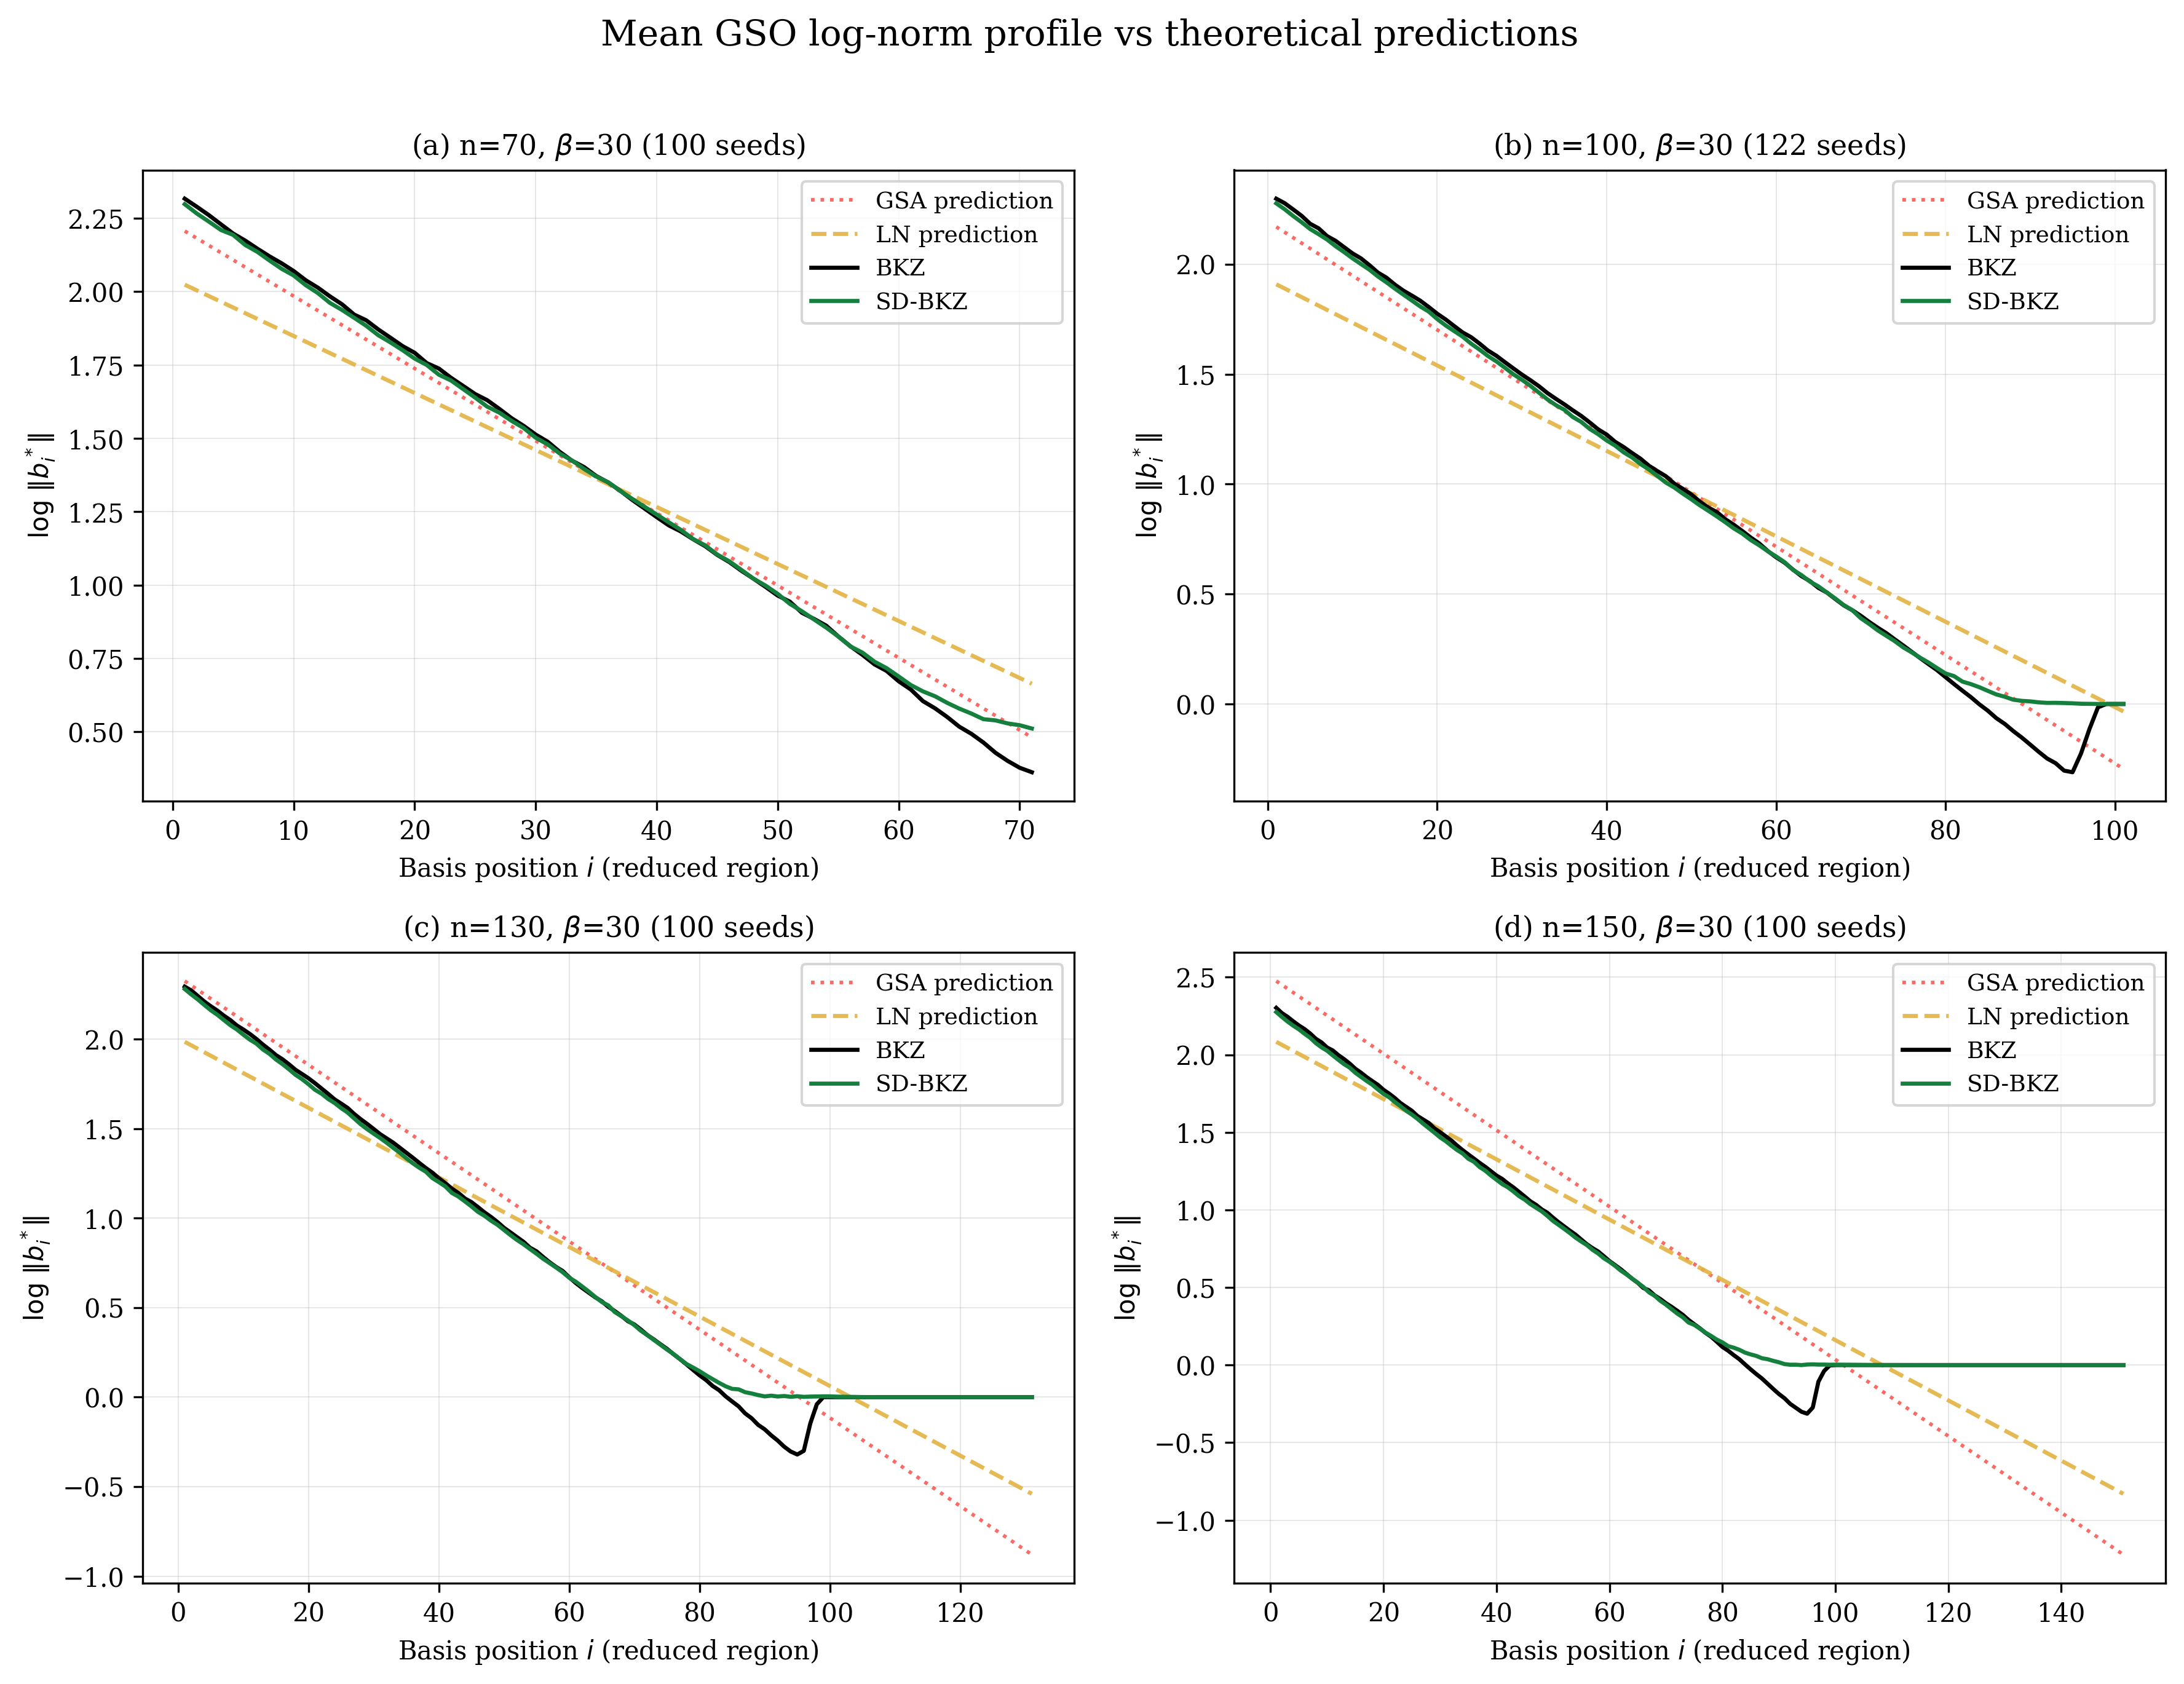 Mean GSO log-norm profile vs theoretical predictions
(a) n=70, β=30 (100 seeds)
GSA prediction
LN prediction
BKZ
SD-BKZ
2.25
2.00
1.75
1.50
1.25
1.00
0.75
0.50
log ‖b_i^*‖
0 10 20 30 40 50 60 70
Basis position i (reduced region)
(b) n=100, β=30 (122 seeds)
GSA prediction
LN prediction
BKZ
SD-BKZ
2.0
1.5
1.0
0.5
0.0
log ‖b_i^*‖
0 20 40 60 80 100
Basis position i (reduced region)
(c) n=130, β=30 (100 seeds)
GSA prediction
LN prediction
BKZ
SD-BKZ
2.0
1.5
1.0
0.5
0.0
−0.5
−1.0
log ‖b_i^*‖
0 20 40 60 80 100 120
Basis position i (reduced region)
(d) n=150, β=30 (100 seeds)
GSA prediction
LN prediction
BKZ
SD-BKZ
2.5
2.0
1.5
1.0
0.5
0.0
−0.5
−1.0
log ‖b_i^*‖
0 20 40 60 80 100 120 140
Basis position i (reduced region)